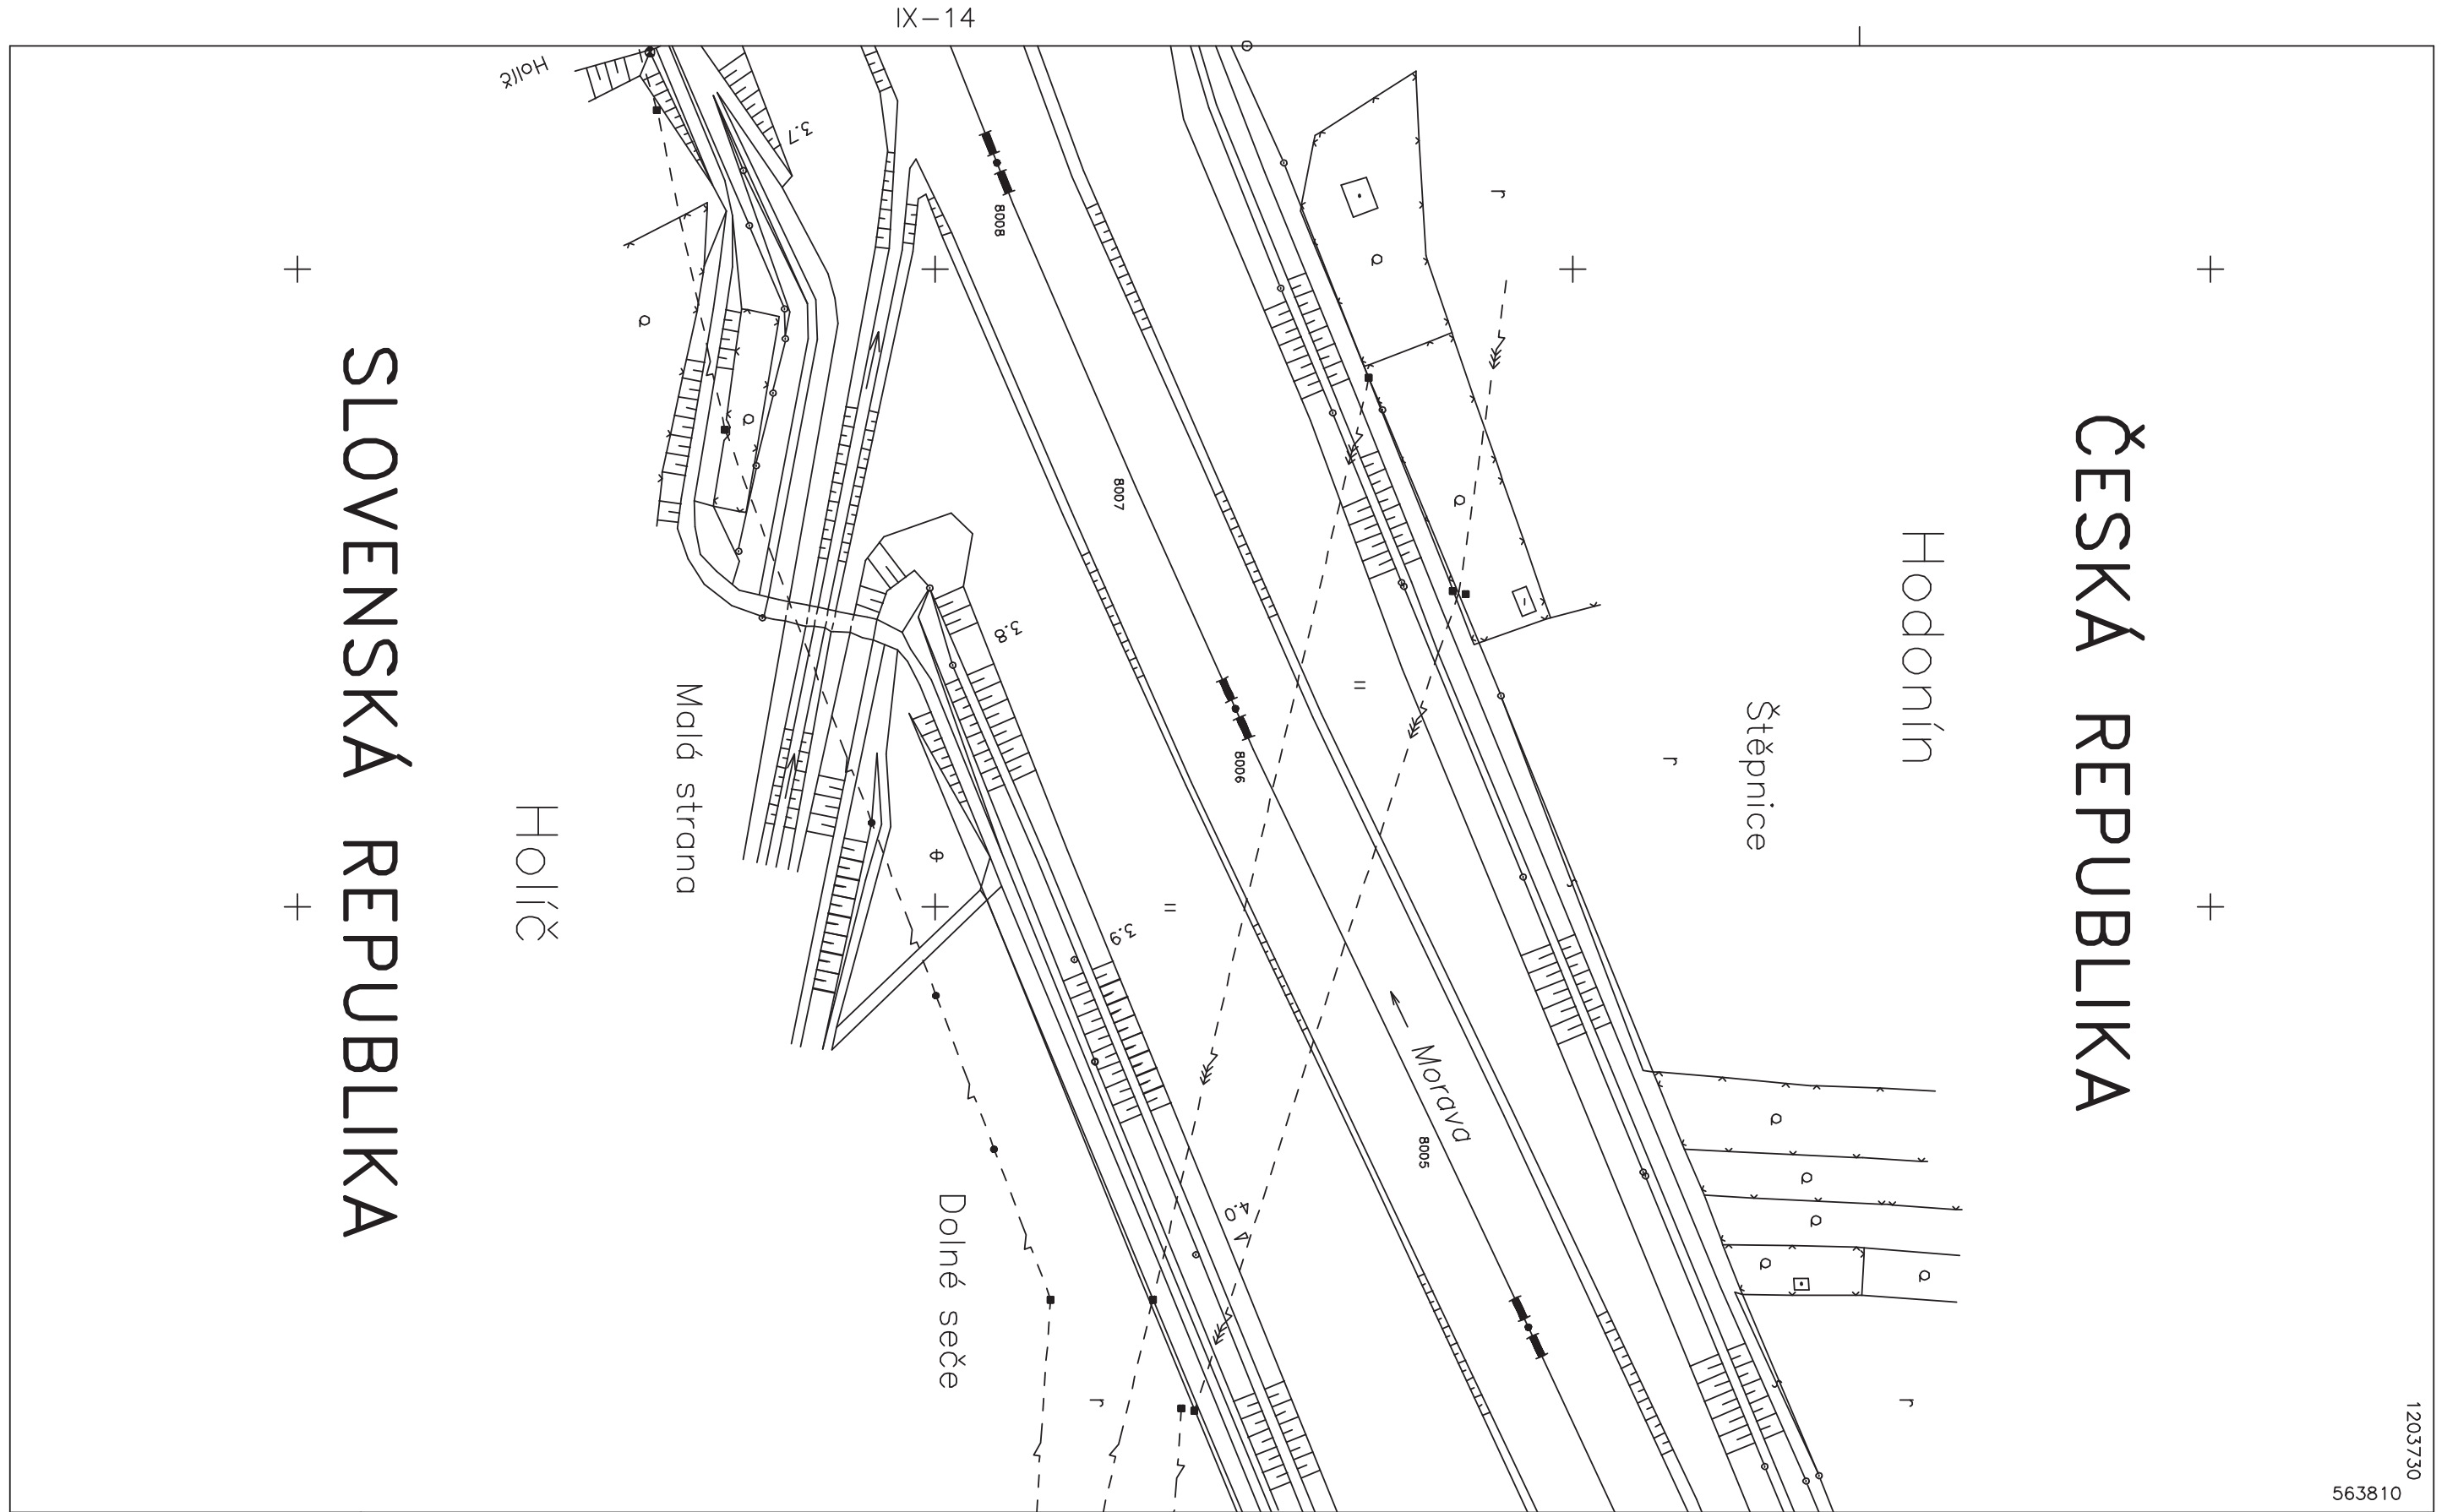 IX-14
Holíč
3.7
8008
r
a
a
a
8007
a
SLOVENSKÁ REPUBLIKA
ČESKÁ REPUBLIKA
Hodonín
3.8
Malá strana
Štěpnice
8006
r
Holíč
3.9
Morava
8005
a
a
a
a
a
4.0
Dolné seče
r
r
1203730
563810